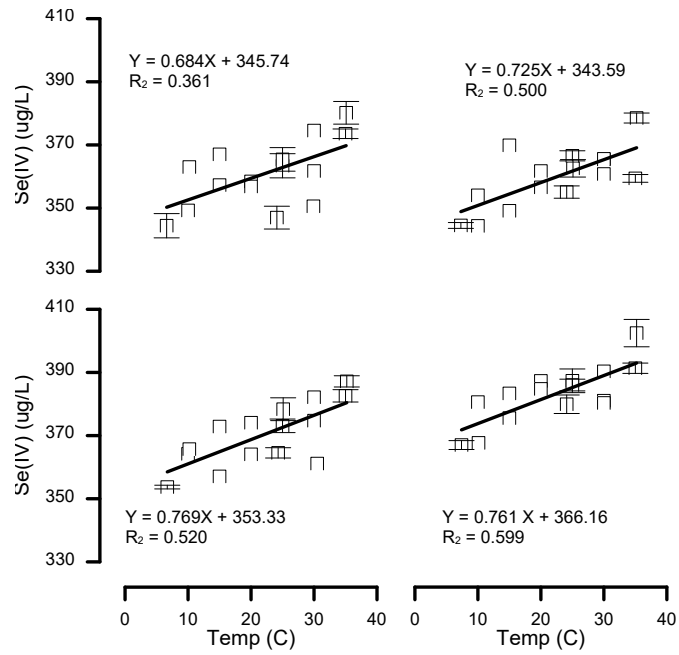 410
390
370
350
330
Se(IV) (ug/L)
Y = 0.684X + 345.74
R2 = 0.361
Y = 0.725X + 343.59
R2 = 0.500
410
390
370
350
330
Se(IV) (ug/L)
Y = 0.769X + 353.33
R2 = 0.520
Y = 0.761 X + 366.16
R2 = 0.599
0 10 20 30 40
Temp (C)
0 10 20 30 40
Temp (C)